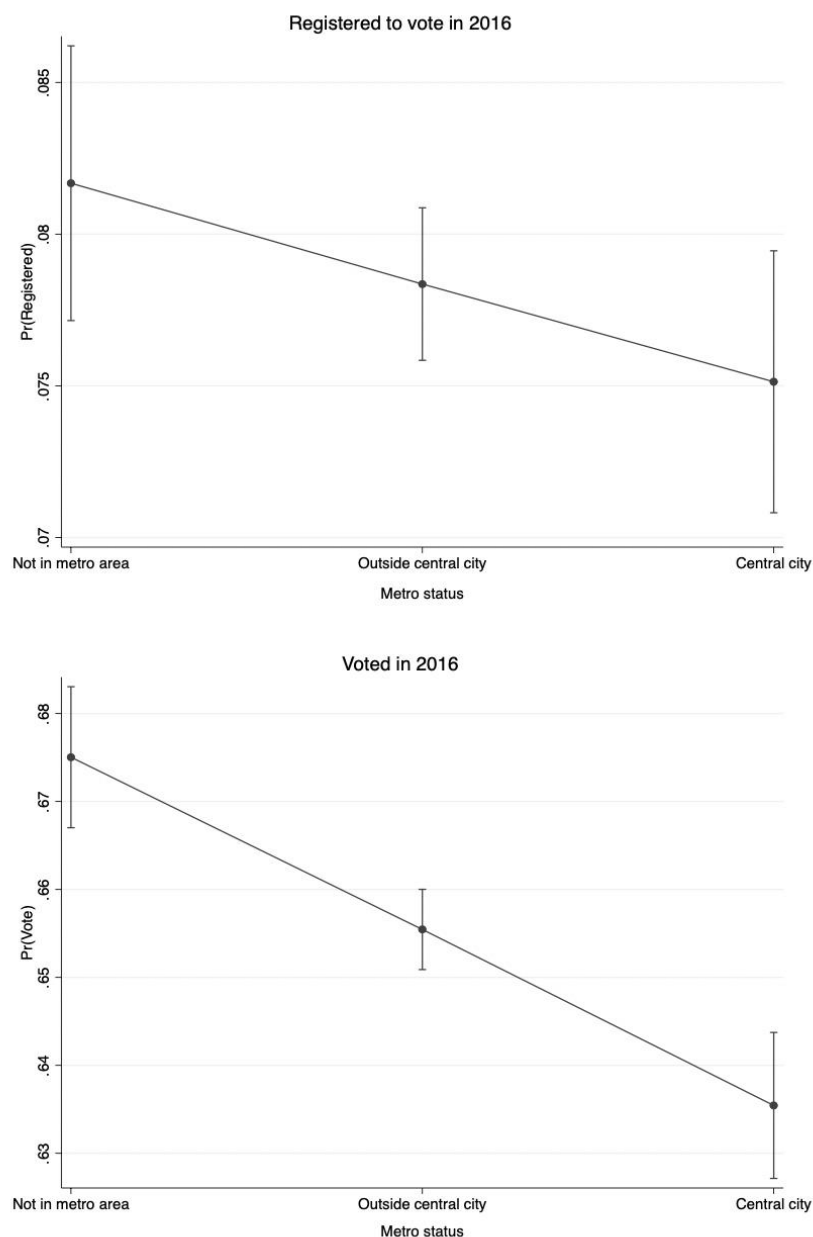 Registered to vote in 2016
.085
.08
.075
.07
Pr(Registered)
Not in metro area
Outside central city
Central city
Metro status
Voted in 2016
.68
.67
.66
.65
.64
.63
Pr(Vote)
Not in metro area
Outside central city
Central city
Metro status